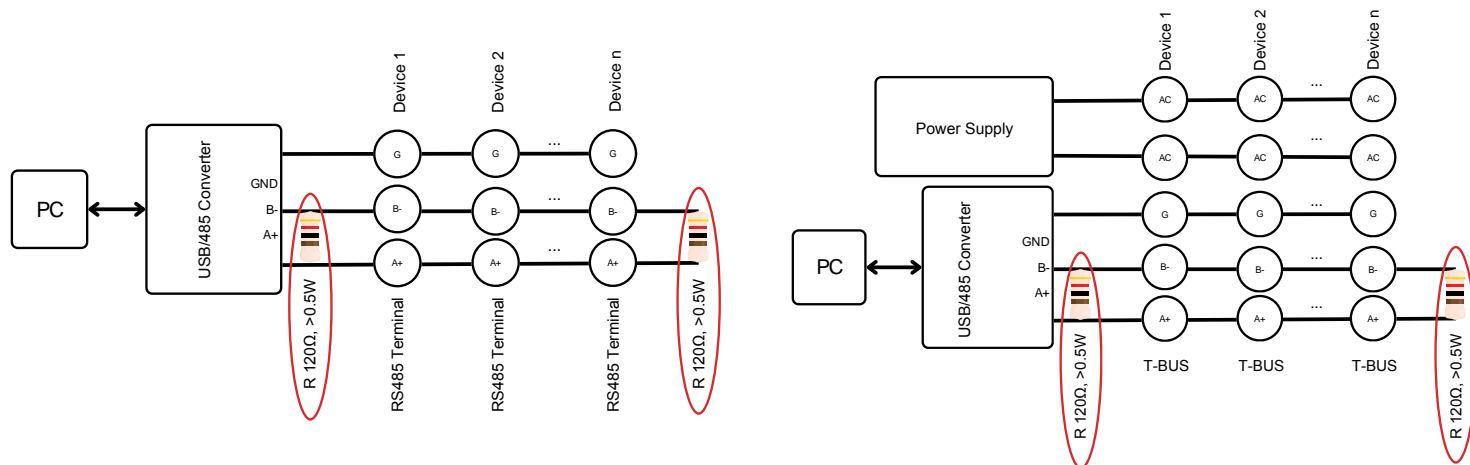 Device 1
Device 2
Device n
PC
USB/485 Converter
GND
B-
A+
G
G
...
G
B-
B-
...
B-
A+
A+
...
A+
R 120Ω, >0.5W
R 120Ω, >0.5W
RS485 Terminal
RS485 Terminal
RS485 Terminal
Device 1
Device 2
Device n
Power Supply
AC
AC
...
AC
AC
AC
...
AC
PC
USB/485 Converter
GND
B-
A+
G
G
...
G
B-
B-
...
B-
A+
A+
...
A+
R 120Ω, >0.5W
R 120Ω, >0.5W
T-BUS
T-BUS
T-BUS